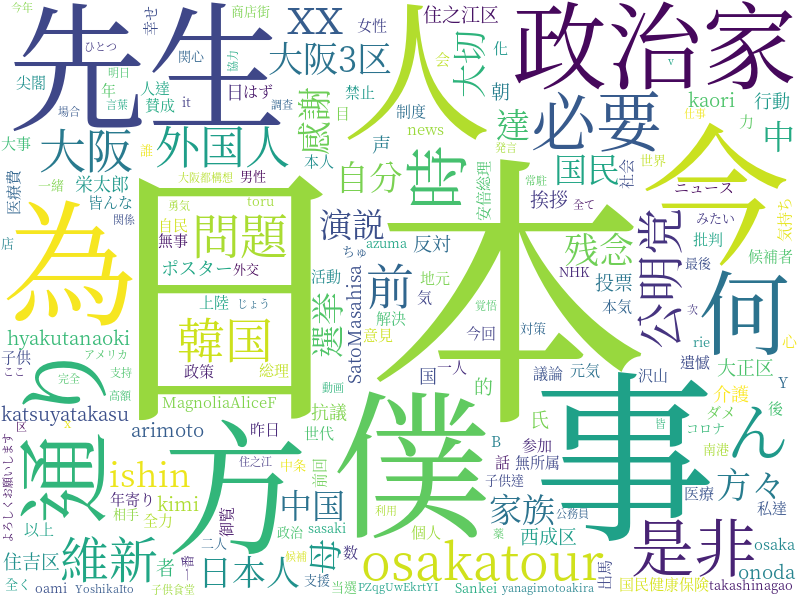 今年
ひとつ
商店街
幸せ
女性
XX
住之江区
化
先生
人
政治家
関心
協力
大阪3区
大切
会
v
尖閣
明日
言葉
年
人達
賛成
it
日
はず
禁止
朝
kaori
行動
場合
調査
感謝
目
制度
必要
達
中
力
仕事
大事
誰
大阪
外国人
本人
声
news
今
発言
世界
一緒
大阪都構想
男性
時
国民
社会
医療費
栄太郎
自分
安倍総理
常駐
ニュース
皆んな
勇気
toru
挨拶
全て
気持ち
関係
自民
無事
演説
ちゅ
azuma
反対
残念
みたい
店
為
日本
問題
公明党
批判
候補者
ポスター
外交
前
地元
NHK
投票
最後
上陸
じょう
活動
気
覚悟
本気
何
次
hyakutanaoki
選挙
解決
SatoMasahisa
rie
心
子供
韓国
意見
今回
対策
遺憾
アメリカ
ここ
総理
国
一人
議論
元気
沢山
大正区
り
完全
支持
高額
政策
動画
的
介護
Y
後
katsuyatakasu
MagnoliaAliceF
抗議
氏
ダメ
コロナ
X
arimoto
昨日
世代
僕
B
参加
皆
南港
ん
区
通
方
住之江
中条
前回
話
無所属
事
私達
よろしくお願いします
ishin
年寄り
kimi
中国
御覧
母
子供達
家族
医療
方々
以上
相手
全力
政治
sasaki
個人
利用
公務員
西成区
是非
住吉区
維新
者
二人
数
osakatour
薬
osaka
全く
一番
日本人
候補
支援
出馬
onoda
oami
YoshikaIto
子供食堂
当選
PZqgUwEkrtYI
Sankei
yanagimotoakira
国民健康保険
takashinagao